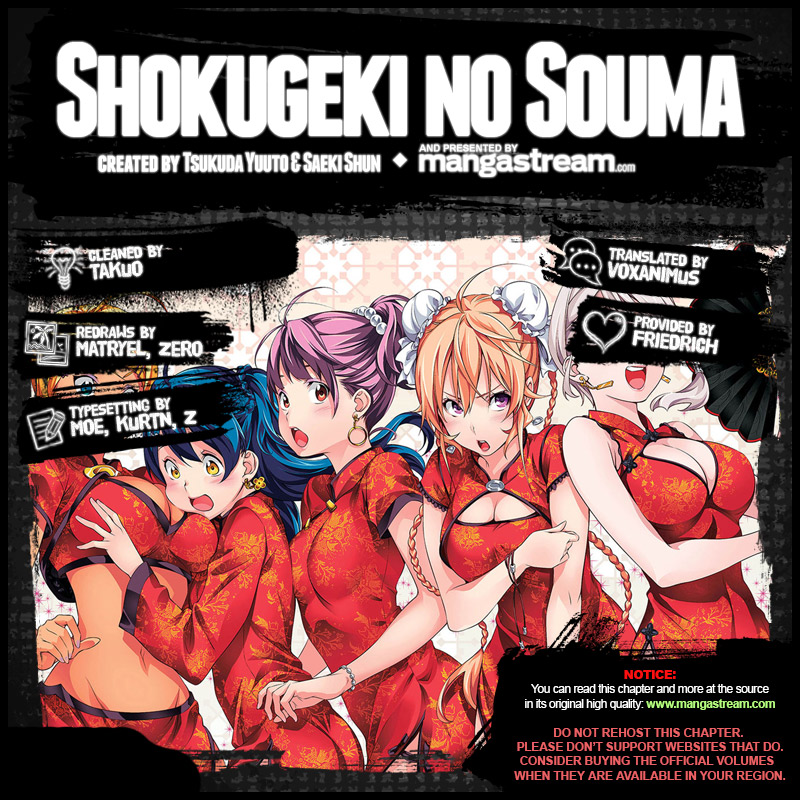 SHOKUGEKI NO SOUMA
CREATED BY TSUKUDA YUUTO & SAEKI SHUN ◆ AND PRESENTED BY
mangastream.com
CLEANED BY
TAKUO
REDRAWS BY
MATRYEL, ZERO
TYPESETTING BY
MOE, KURTN, Z
TRANSLATED BY
VOXANIMUS
PROVIDED BY
FRIEDRICH
NOTICE:
You can read this chapter and more at the source
in its original high quality: www.mangastream.com
DO NOT REHOST THIS CHAPTER.
PLEASE DON'T SUPPORT WEBSITES THAT DO.
CONSIDER BUYING THE OFFICIAL VOLUMES
WHEN THEY ARE AVAILABLE IN YOUR REGION.